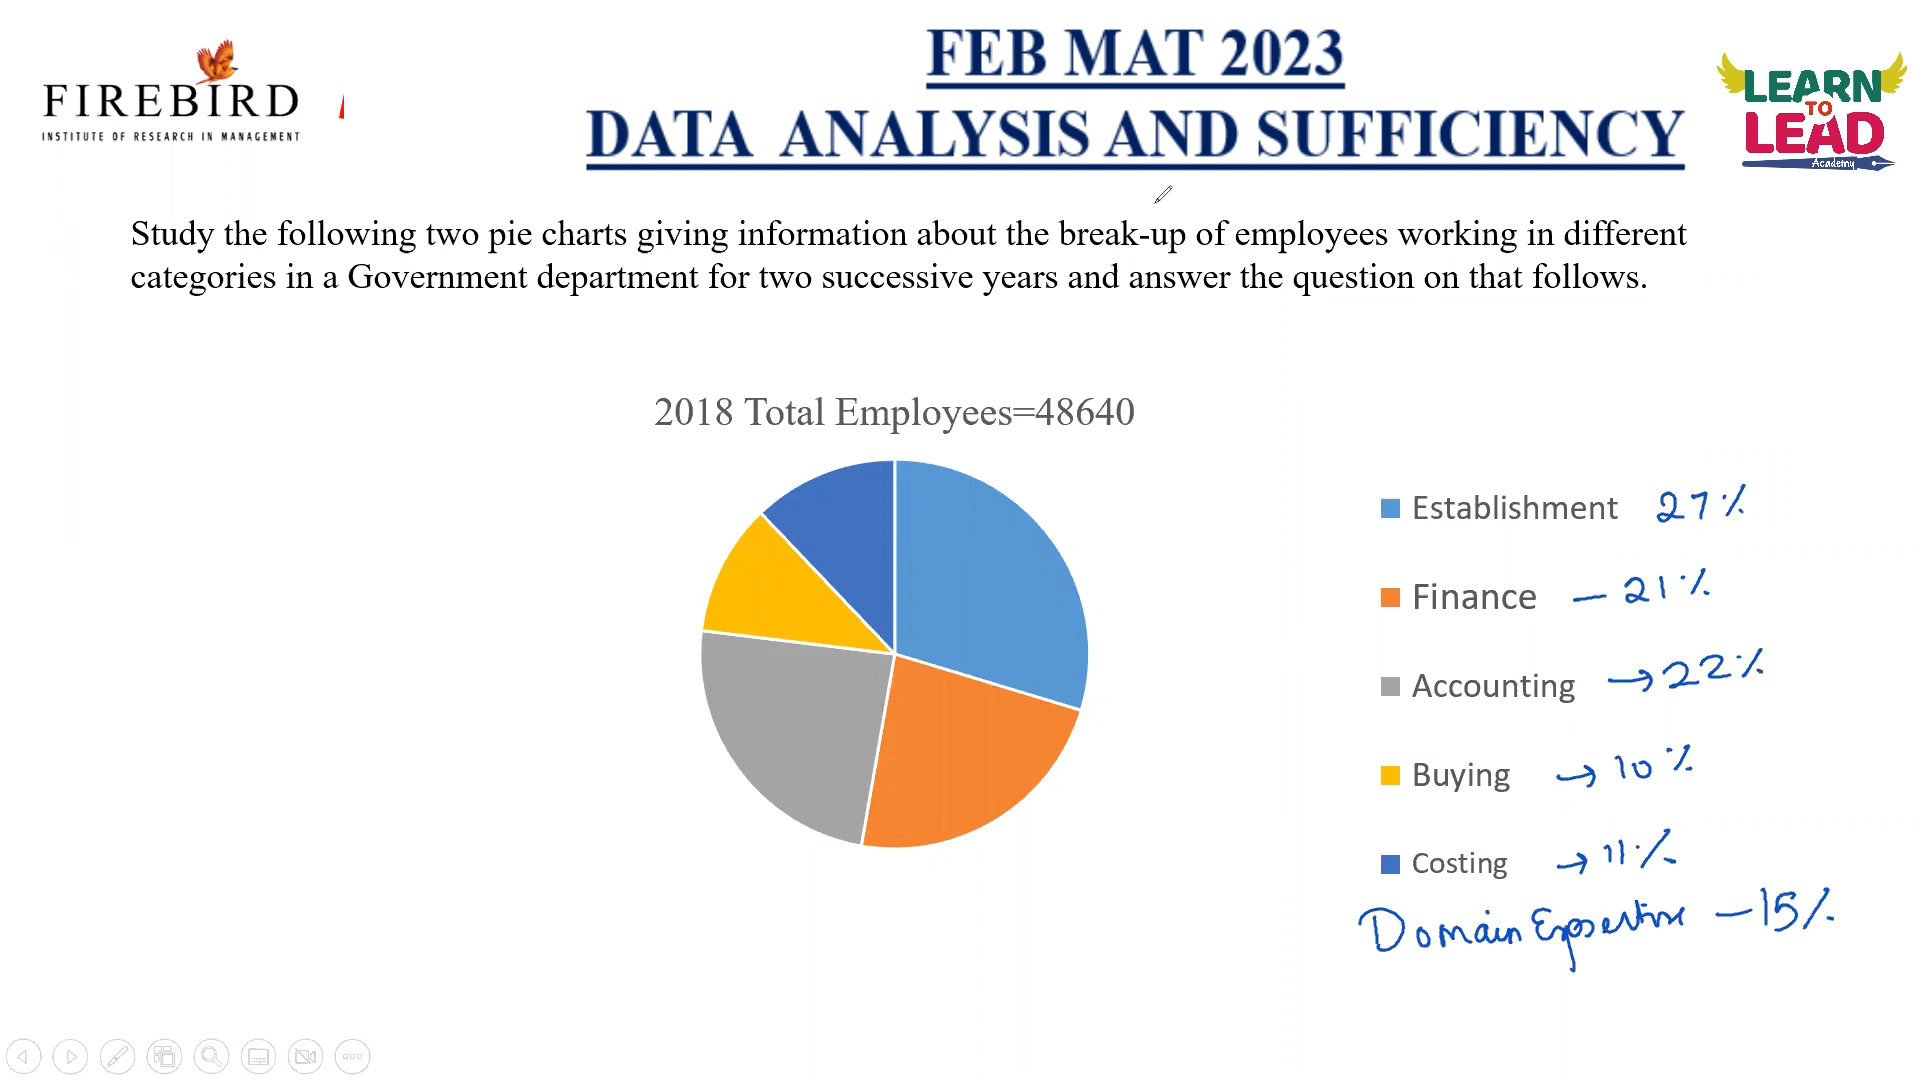 FIREBIRD
INSTITUTE OF RESEARCH IN MANAGEMENT
FEB MAT 2023
DATA ANALYSIS AND SUFFICIENCY
LEARN
TO
LEAD
Academy
Study the following two pie charts giving information about the break-up of employees working in different
categories in a Government department for two successive years and answer the question on that follows.
2018 Total Employees=48640
Establishment 27%
Finance – 21%
Accounting → 22%
Buying → 10%
Costing → 11%
Domain Expertise – 15%